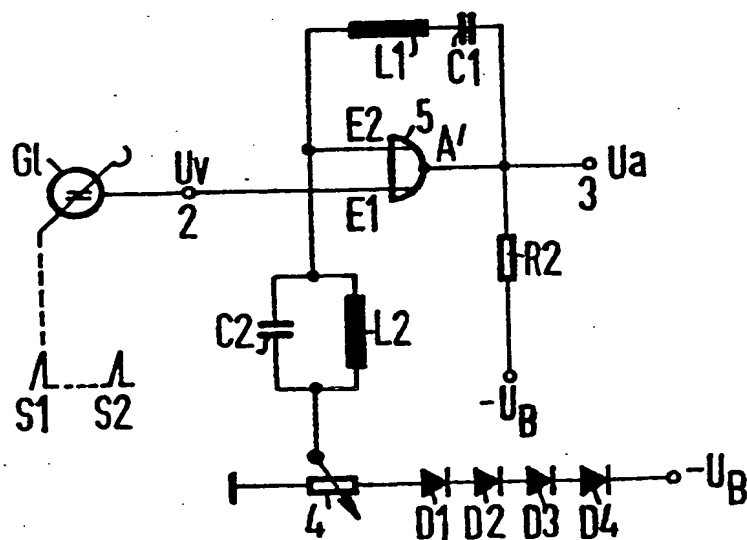 L1 C1
E2 5 A'
Gl Uv Ua
2 E1 3
R2
C2 L2
S1 S2
-UB
-UB
4 D1 D2 D3 D4